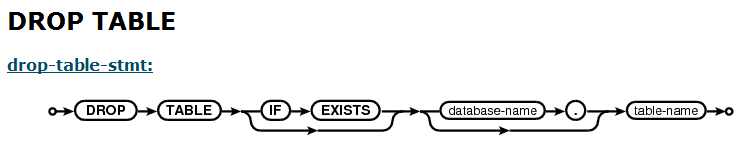 DROP TABLE
drop-table-stmt:
DROP TABLE IF EXISTS database-name . table-name